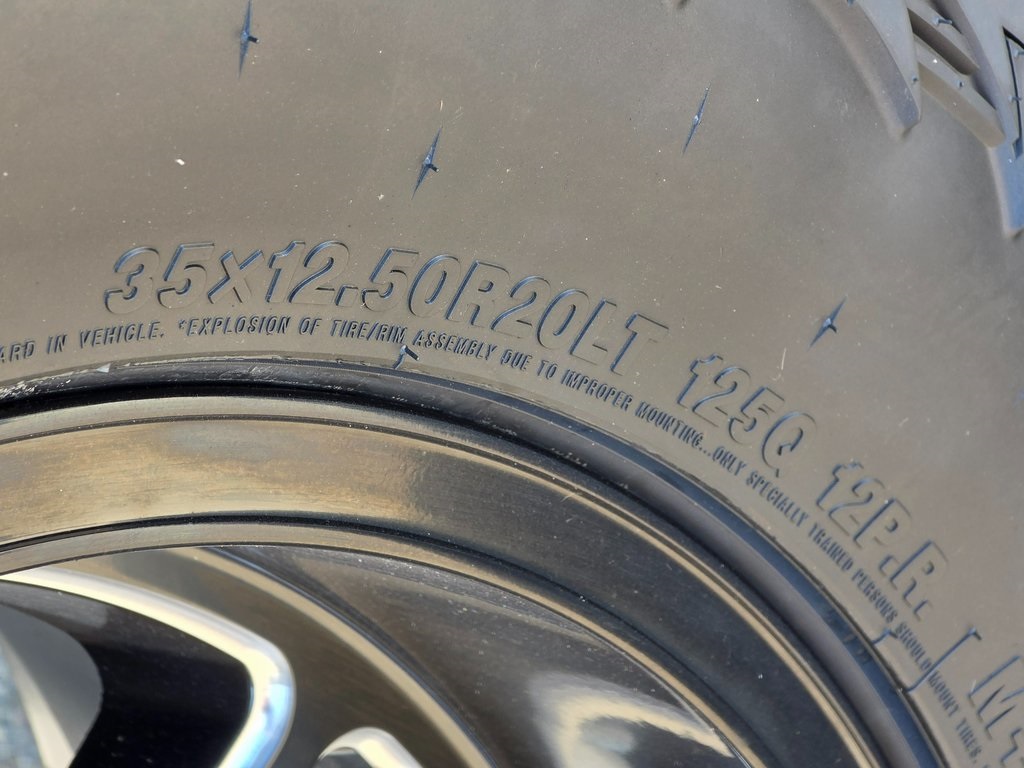 35X12.50R20LT 125Q 12P.R.
IN VEHICLE. *EXPLOSION OF TIRE/RIM ASSEMBLY DUE TO IMPROPER MOUNTING...ONLY SPECIALLY TRAINED PERSONS SHOULD MOUNT TIRES.